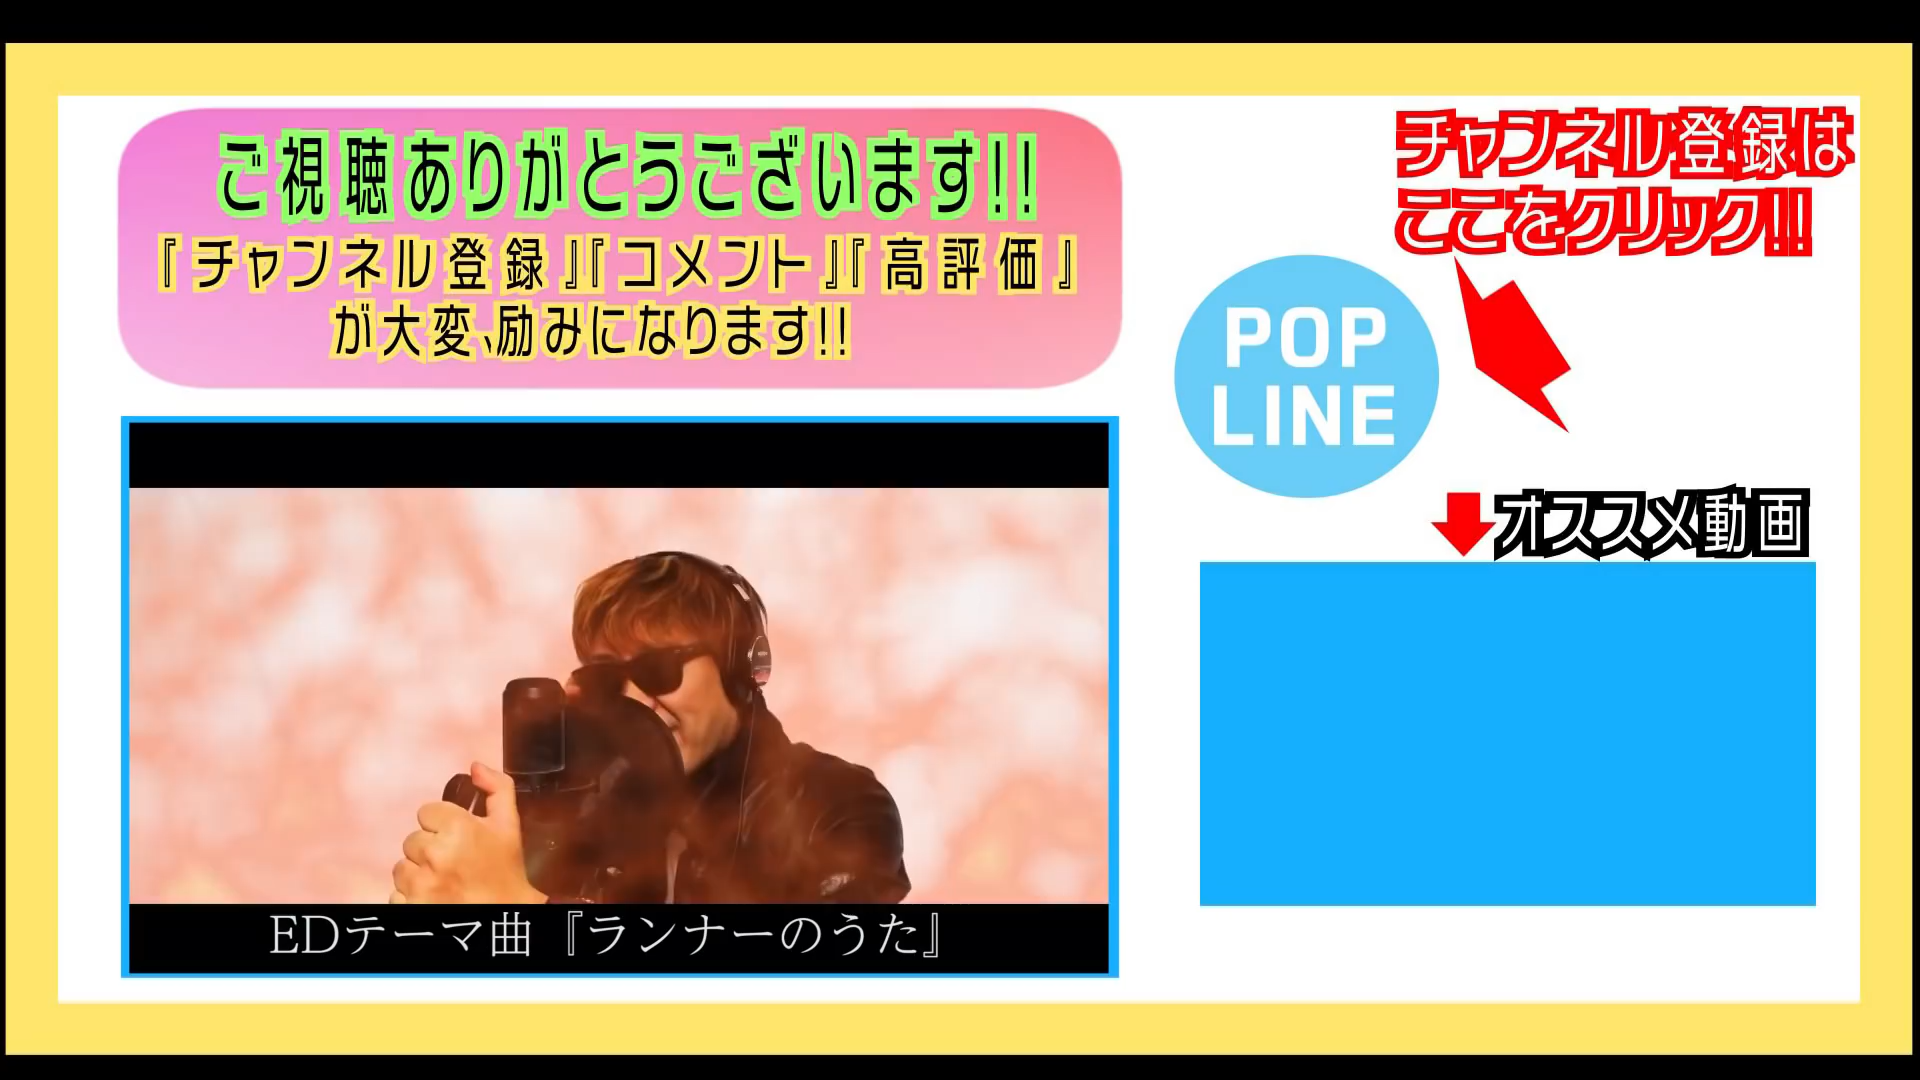 ご視聴ありがとうございます!!
『チャンネル登録』『コメント』『高評価』
が大変、励みになります!!
チャンネル登録は
ここをクリック!!
POP
LINE
オススメ動画
EDテーマ曲『ランナーのうた』